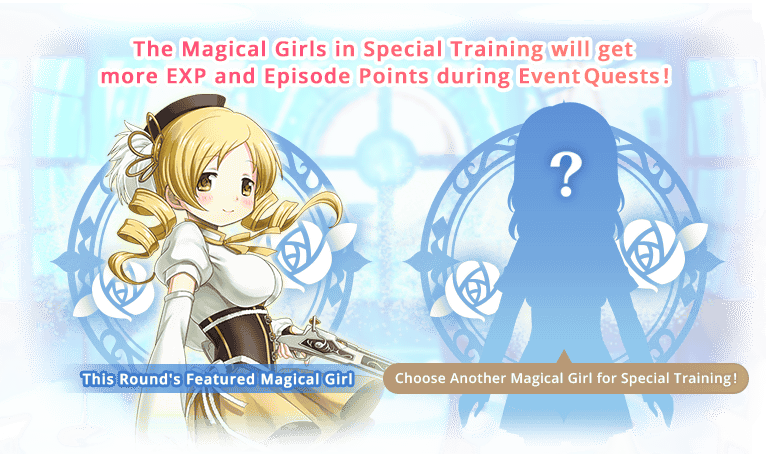 The Magical Girls in Special Training will get
more EXP and Episode Points during Event Quests!
?
This Round's Featured Magical Girl
Choose Another Magical Girl for Special Training!